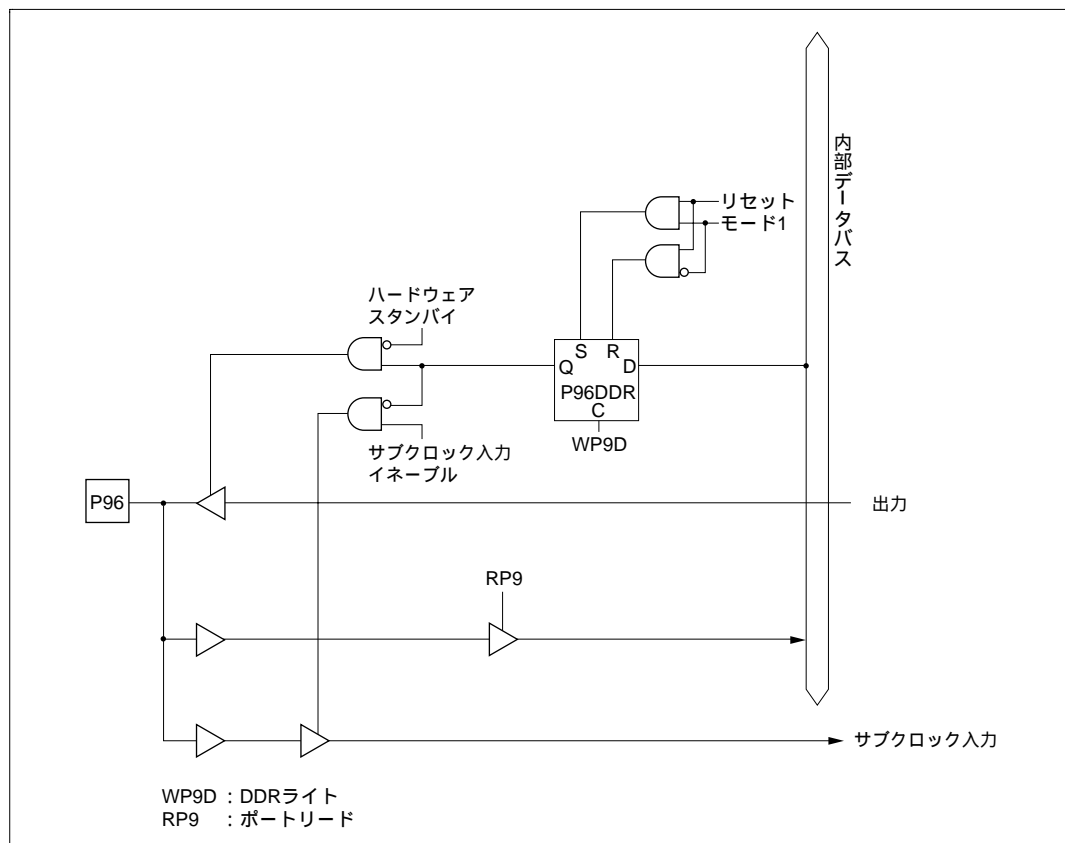 内部データバス
リセット
モード1
ハードウェア
スタンバイ
S R
Q D
P96DDR
C
WP9D
サブクロック入力
イネーブル
P96
出力
RP9
サブクロック入力
WP9D : DDRライト
RP9 : ポートリード